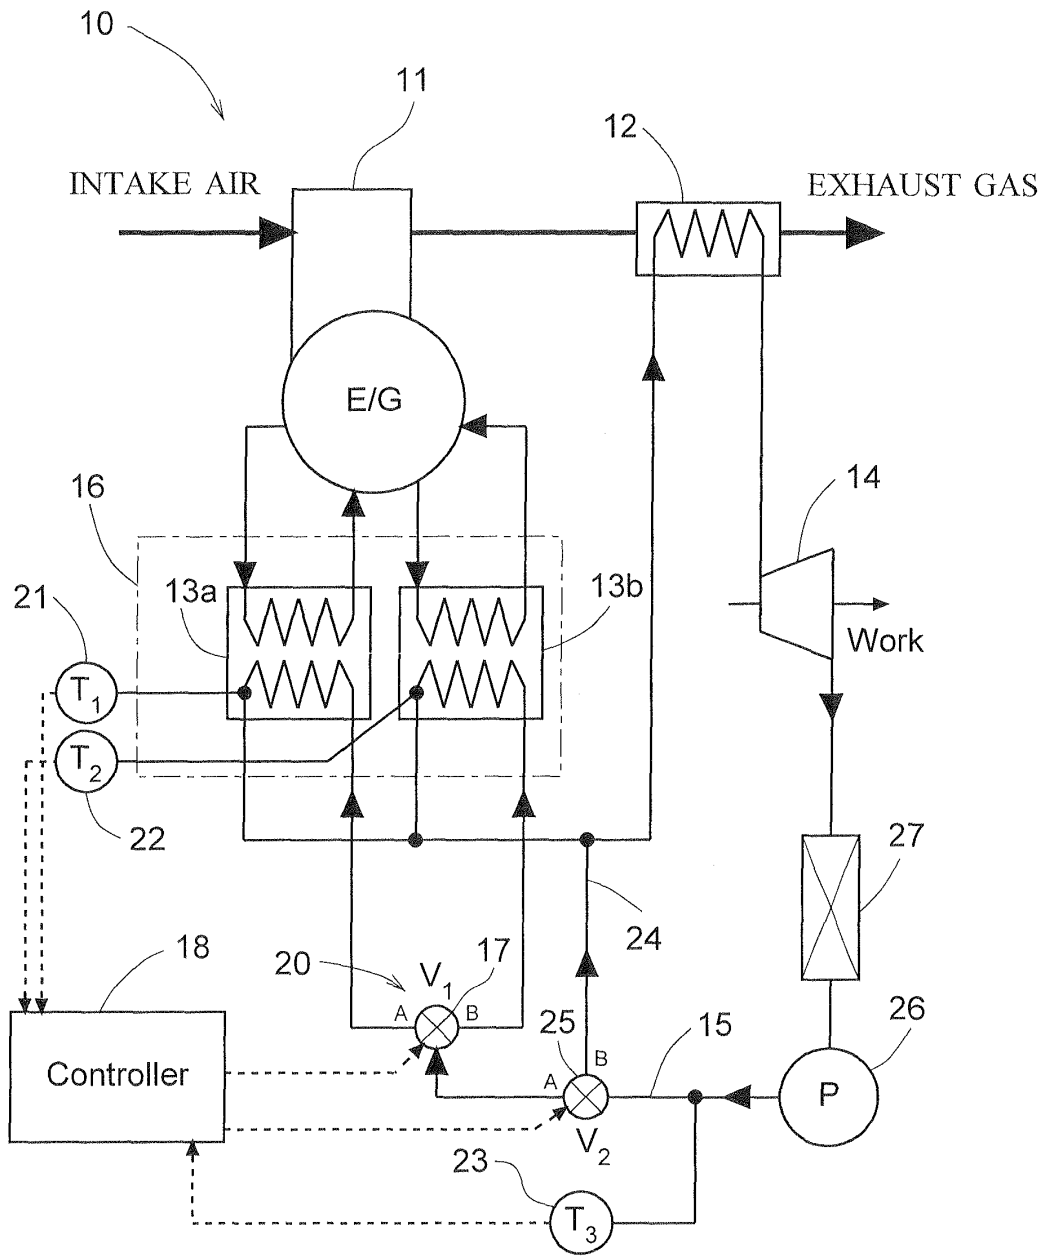 10
11
12
INTAKE AIR
EXHAUST GAS
E/G
14
16
13a
13b
21
T1
Work
T2
22
27
24
18
20
V1
17
A
B
25
B
15
26
Controller
A
P
V2
23
T3